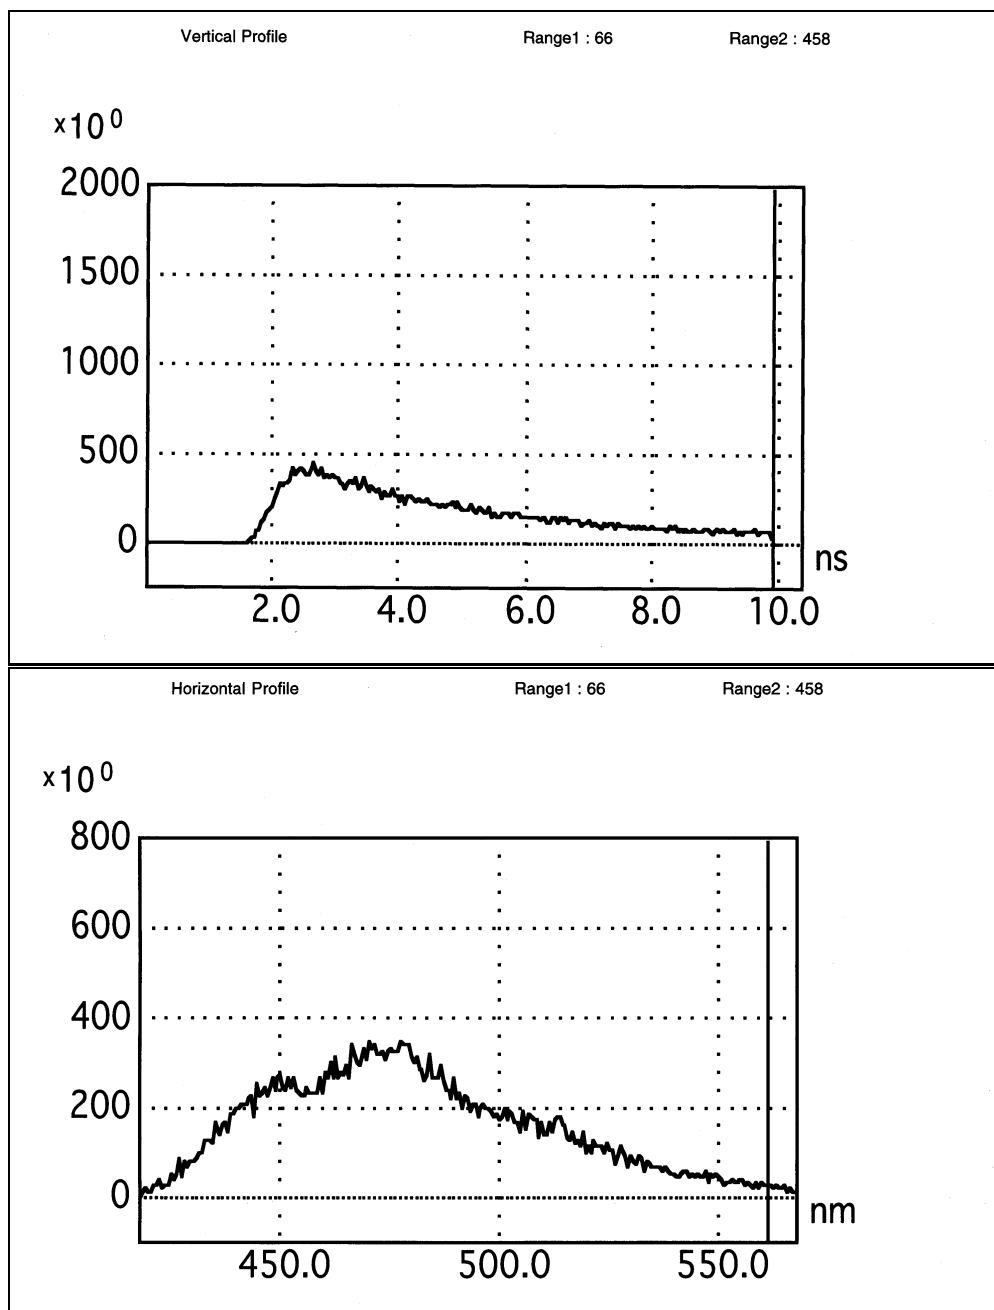 Vertical Profile Range1 : 66 Range2 : 458
x10⁰
2000
1500
1000
500
0
ns
2.0 4.0 6.0 8.0 10.0
Horizontal Profile Range1 : 66 Range2 : 458
x10⁰
800
600
400
200
0
nm
450.0 500.0 550.0